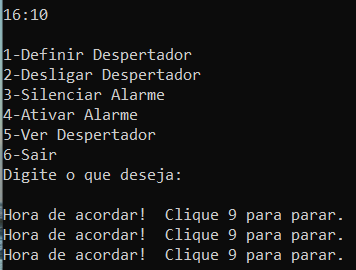 16:10
1-Definir Despertador
2-Desligar Despertador
3-Silenciar Alarme
4-Ativar Alarme
5-Ver Despertador
6-Sair
Digite o que deseja:
Hora de acordar!  Clique 9 para parar.
Hora de acordar!  Clique 9 para parar.
Hora de acordar!  Clique 9 para parar.